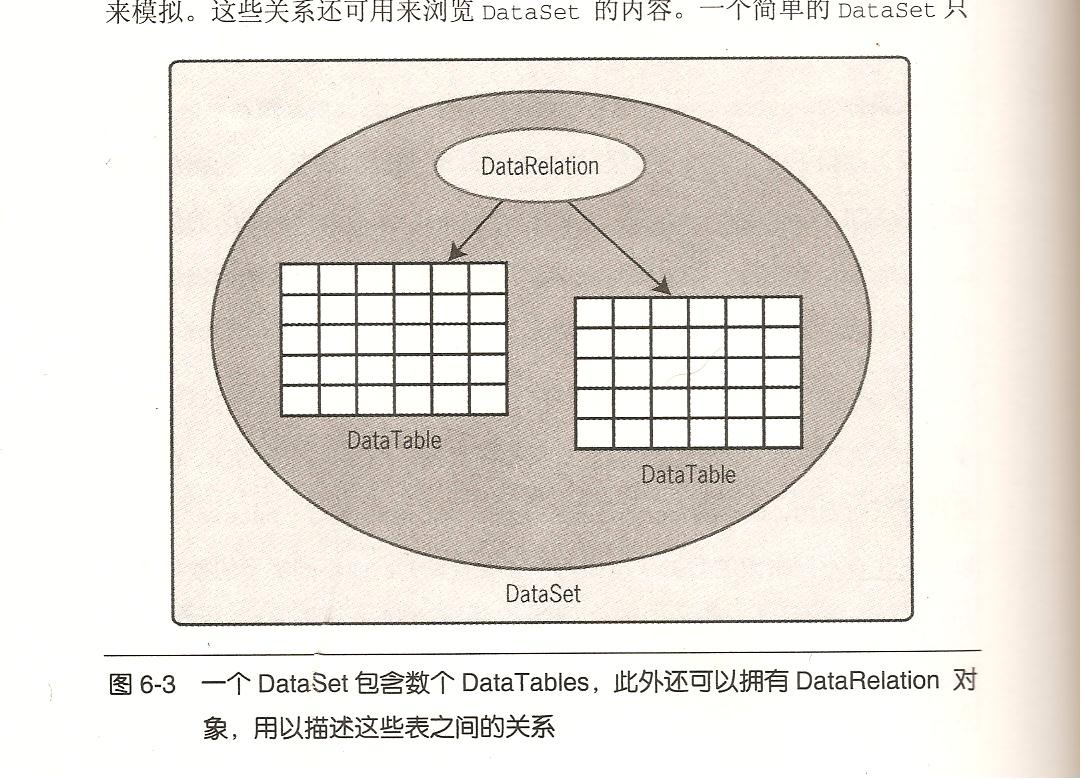 来模拟。这些关系还可用来浏览 DataSet 的内容。一个简单的 DataSet 只
DataRelation
DataTable
DataTable
DataSet
图 6-3 一个 DataSet 包含数个 DataTables，此外还可以拥有 DataRelation 对
象，用以描述这些表之间的关系